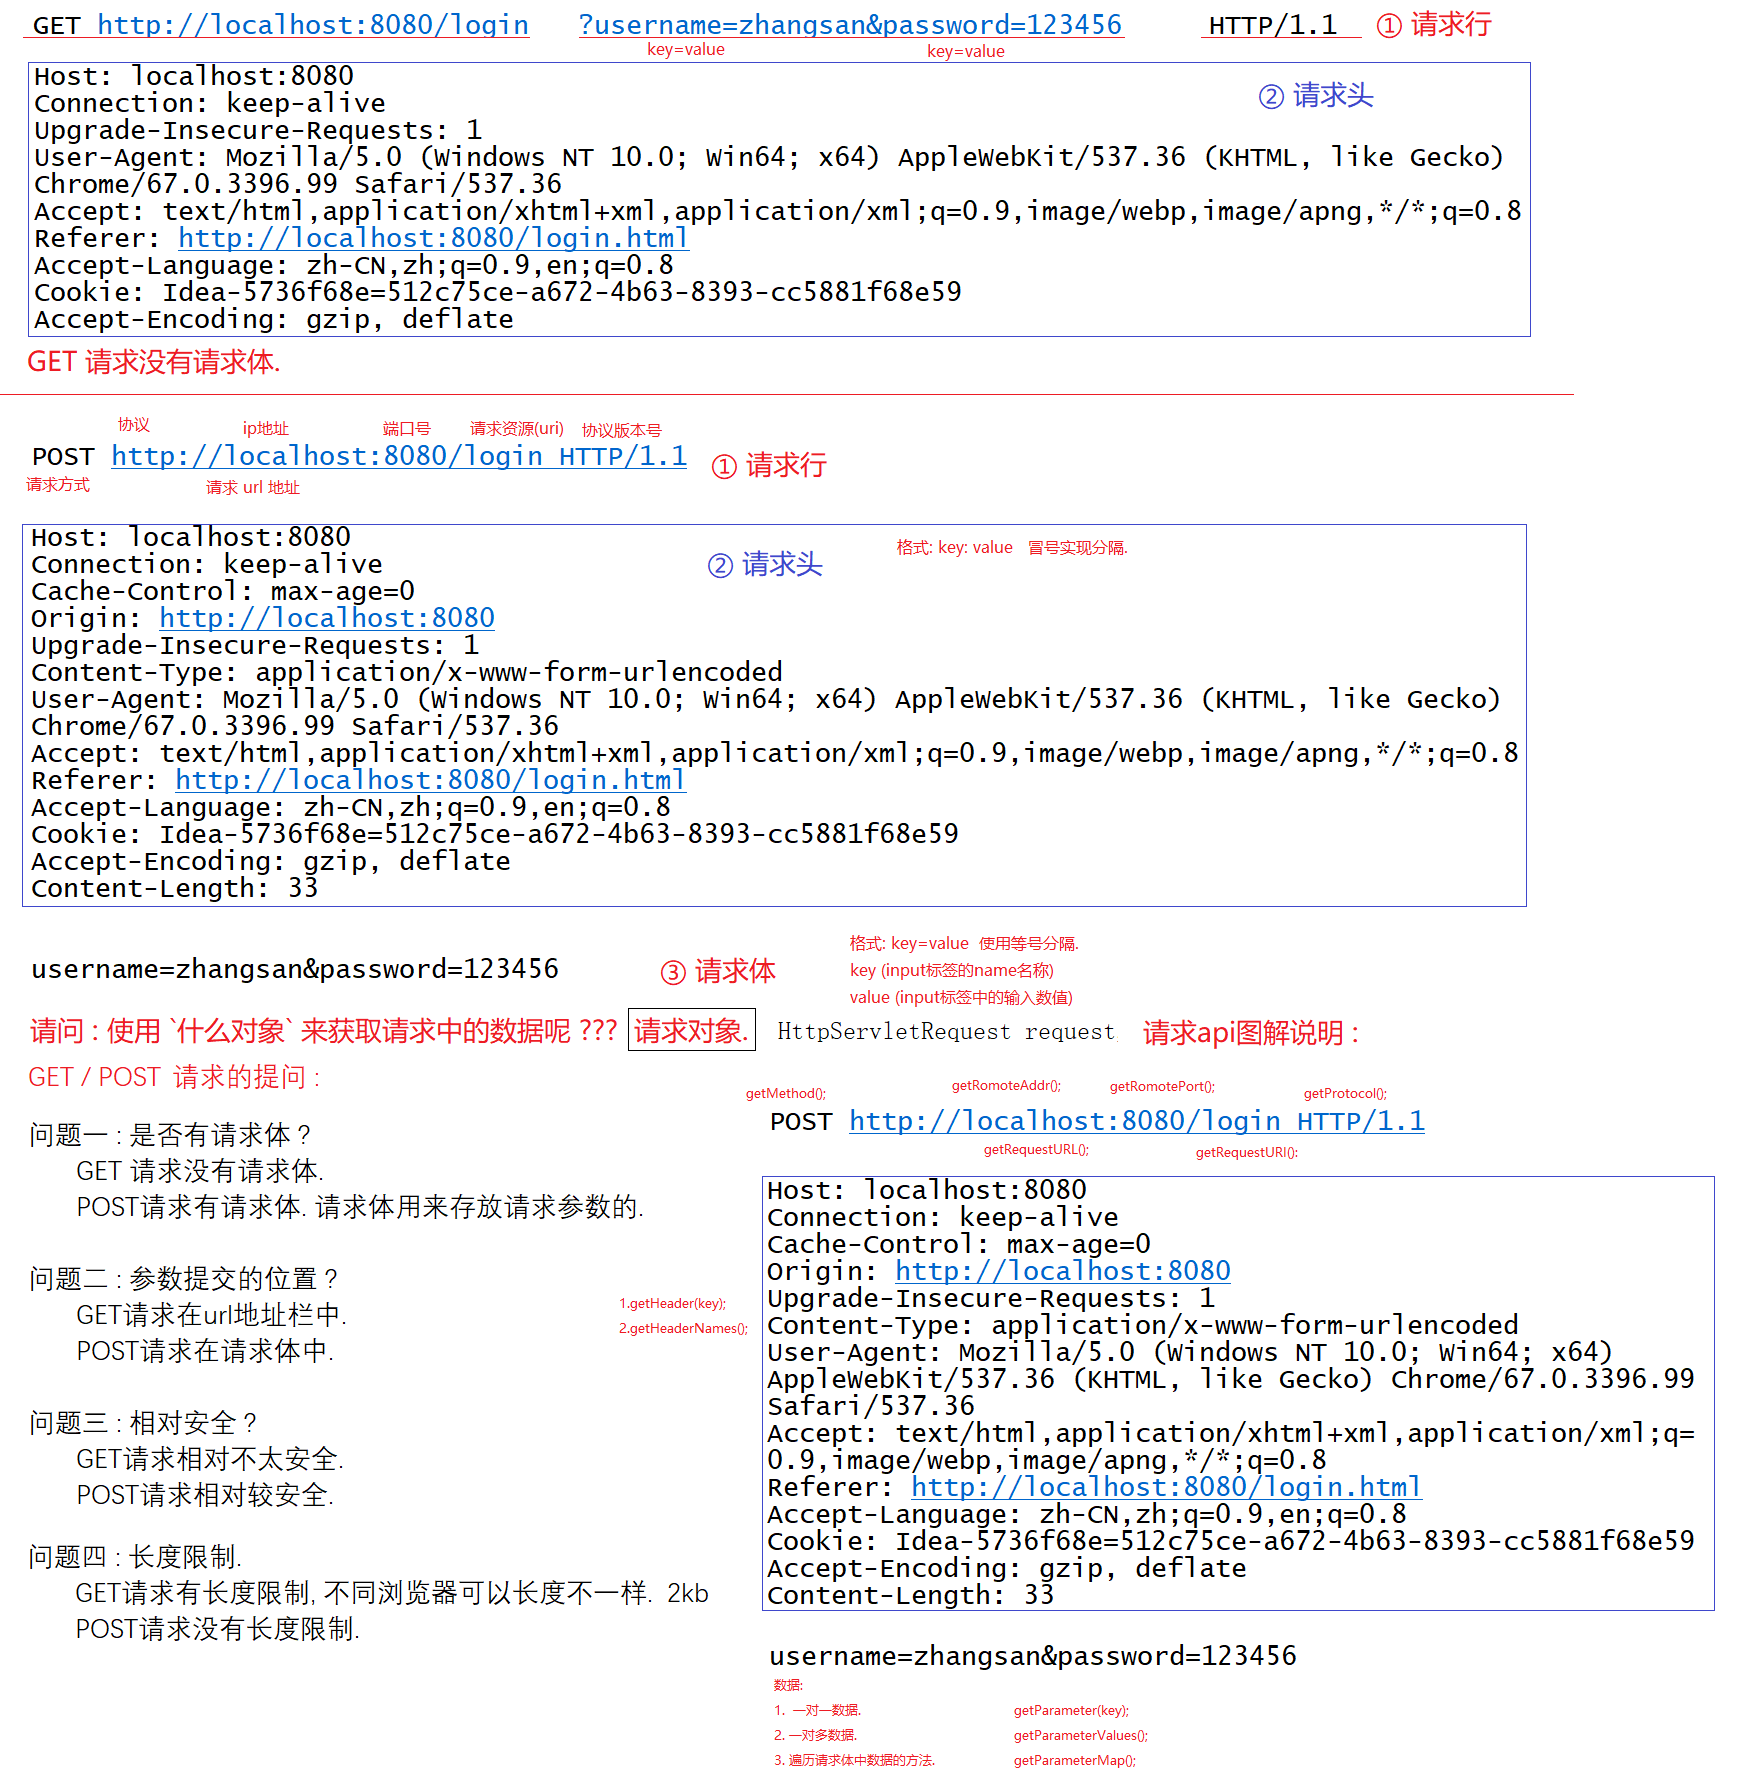 GET http://localhost:8080/login ?username=zhangsan&password=123456 HTTP/1.1 ① 请求行
key=value key=value
② 请求头
Host: localhost:8080
Connection: keep-alive
Upgrade-Insecure-Requests: 1
User-Agent: Mozilla/5.0 (Windows NT 10.0; Win64; x64) AppleWebKit/537.36 (KHTML, like Gecko)
Chrome/67.0.3396.99 Safari/537.36
Accept: text/html,application/xhtml+xml,application/xml;q=0.9,image/webp,image/apng,*/*;q=0.8
Referer: http://localhost:8080/login.html
Accept-Language: zh-CN,zh;q=0.9,en;q=0.8
Cookie: Idea-5736f68e=512c75ce-a672-4b63-8393-cc5881f68e59
Accept-Encoding: gzip, deflate
GET 请求没有请求体.
协议 ip地址 端口号 请求资源(uri) 协议版本号
POST http://localhost:8080/login HTTP/1.1 ① 请求行
请求方式 请求 url 地址
Host: localhost:8080
② 请求头 格式: key: value 冒号实现分隔.
Connection: keep-alive
Cache-Control: max-age=0
Origin: http://localhost:8080
Upgrade-Insecure-Requests: 1
Content-Type: application/x-www-form-urlencoded
User-Agent: Mozilla/5.0 (Windows NT 10.0; Win64; x64) AppleWebKit/537.36 (KHTML, like Gecko)
Chrome/67.0.3396.99 Safari/537.36
Accept: text/html,application/xhtml+xml,application/xml;q=0.9,image/webp,image/apng,*/*;q=0.8
Referer: http://localhost:8080/login.html
Accept-Language: zh-CN,zh;q=0.9,en;q=0.8
Cookie: Idea-5736f68e=512c75ce-a672-4b63-8393-cc5881f68e59
Accept-Encoding: gzip, deflate
Content-Length: 33
username=zhangsan&password=123456 ③ 请求体
格式: key=value 使用等号分隔.
key (input标签的name名称)
value (input标签中的输入数值)
请问 : 使用 `什么对象` 来获取请求中的数据呢 ??? 请求对象. HttpServletRequest request 请求api图解说明 :
GET / POST 请求的提问 :
问题一 : 是否有请求体 ?
GET 请求没有请求体.
POST请求有请求体. 请求体用来存放请求参数的.
问题二 : 参数提交的位置 ?
GET请求在url地址栏中.
POST请求在请求体中.
问题三 : 相对安全 ?
GET请求相对不太安全.
POST请求相对较安全.
问题四 : 长度限制.
GET请求有长度限制, 不同浏览器可以长度不一样. 2kb
POST请求没有长度限制.
getMethod(); getRomoteAddr(); getRomotePort(); getProtocol();
POST http://localhost:8080/login HTTP/1.1
getRequestURL(); getRequestURI():
1.getHeader(key);
2.getHeaderNames();
Host: localhost:8080
Connection: keep-alive
Cache-Control: max-age=0
Origin: http://localhost:8080
Upgrade-Insecure-Requests: 1
Content-Type: application/x-www-form-urlencoded
User-Agent: Mozilla/5.0 (Windows NT 10.0; Win64; x64)
AppleWebKit/537.36 (KHTML, like Gecko) Chrome/67.0.3396.99
Safari/537.36
Accept: text/html,application/xhtml+xml,application/xml;q=
0.9,image/webp,image/apng,*/*;q=0.8
Referer: http://localhost:8080/login.html
Accept-Language: zh-CN,zh;q=0.9,en;q=0.8
Cookie: Idea-5736f68e=512c75ce-a672-4b63-8393-cc5881f68e59
Accept-Encoding: gzip, deflate
Content-Length: 33
username=zhangsan&password=123456
数据:
1. 一对一数据. getParameter(key);
2. 一对多数据. getParameterValues();
3. 遍历请求体中数据的方法. getParameterMap();